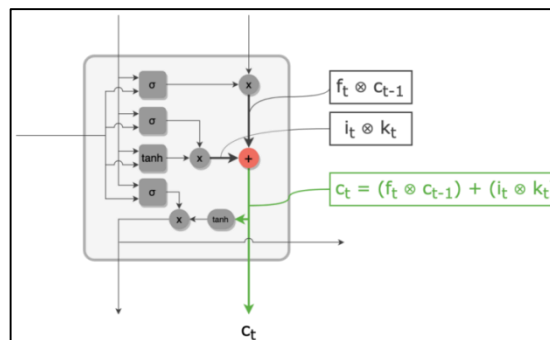 σ
x
f_t ⊗ c_{t-1}
σ
i_t ⊗ k_t
tanh
x
+
σ
c_t = (f_t ⊗ c_{t-1}) + (i_t ⊗ k_t
x
tanh
c_t